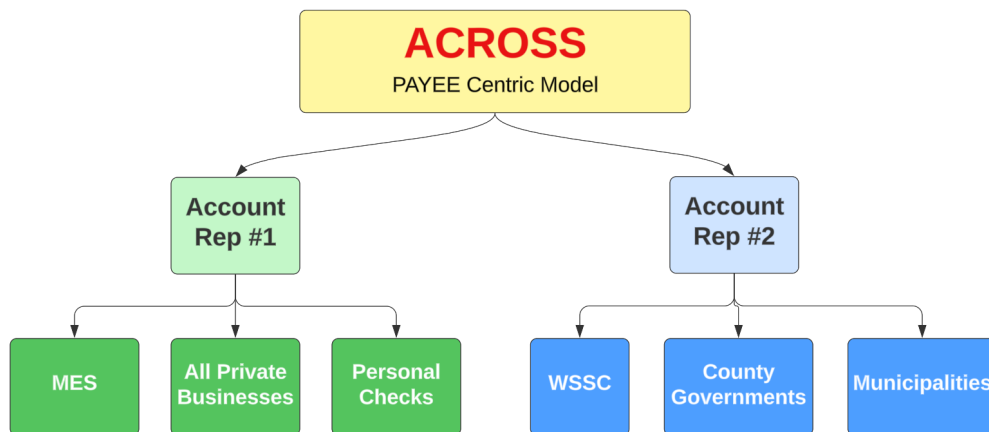 ACROSS
PAYEE Centric Model
Account
Rep #1
Account
Rep #2
MES
All Private
Businesses
Personal
Checks
WSSC
County
Governments
Municipalities